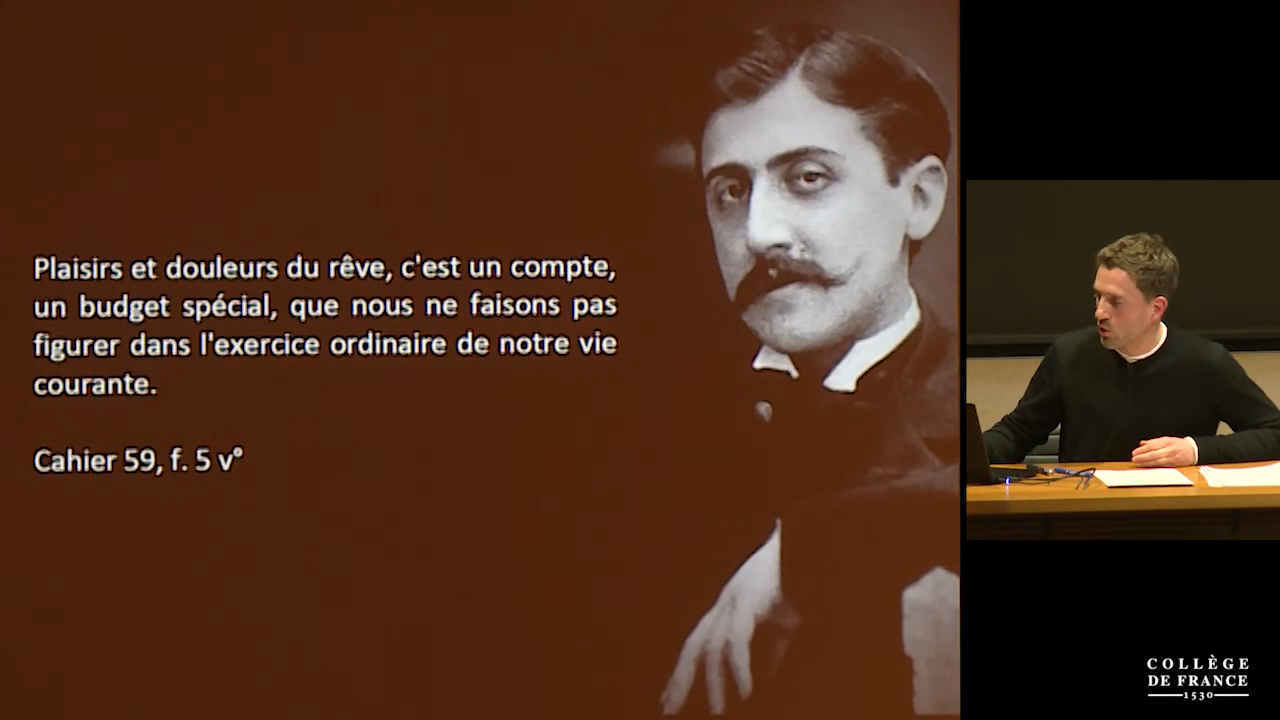 Plaisirs et douleurs du rêve, c'est un compte,
un budget spécial, que nous ne faisons pas
figurer dans l'exercice ordinaire de notre vie
courante.
Cahier 59, f. 5 v°
COLLÈGE
DE FRANCE
1530